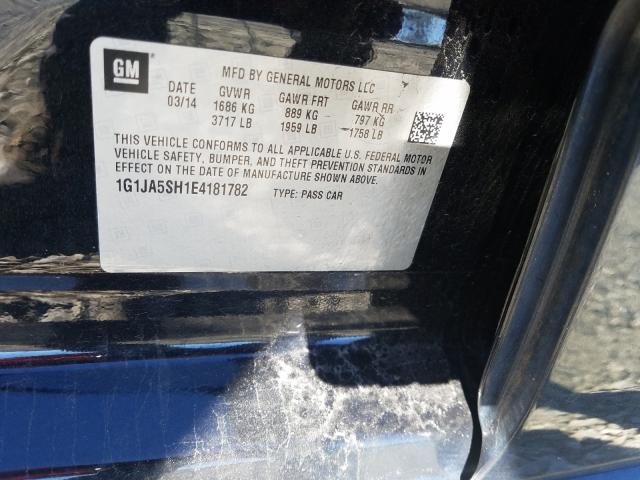 GM
MFD BY GENERAL MOTORS LLC
DATE GVWR GAWR FRT GAWR RR
03/14 1686 KG 889 KG 797 KG
3717 LB 1959 LB 1758 LB
THIS VEHICLE CONFORMS TO ALL APPLICABLE U.S. FEDERAL MOTOR
VEHICLE SAFETY, BUMPER, AND THEFT PREVENTION STANDARDS IN
EFFECT ON THE DATE OF MANUFACTURE SHOWN ABOVE.
1G1JA5SH1E4181782 TYPE: PASS CAR